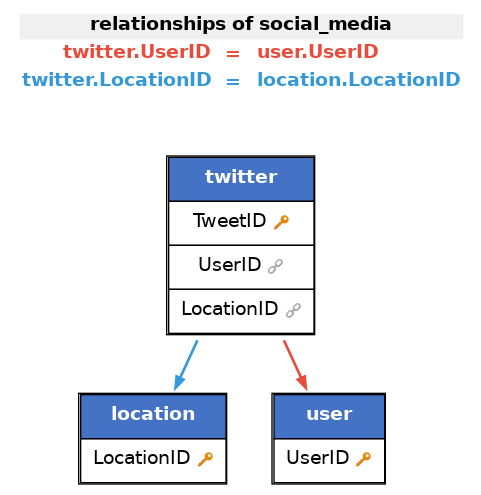 relationships of social_media
twitter.UserID = user.UserID
twitter.LocationID = location.LocationID
twitter
TweetID
UserID
LocationID
location
LocationID
user
UserID